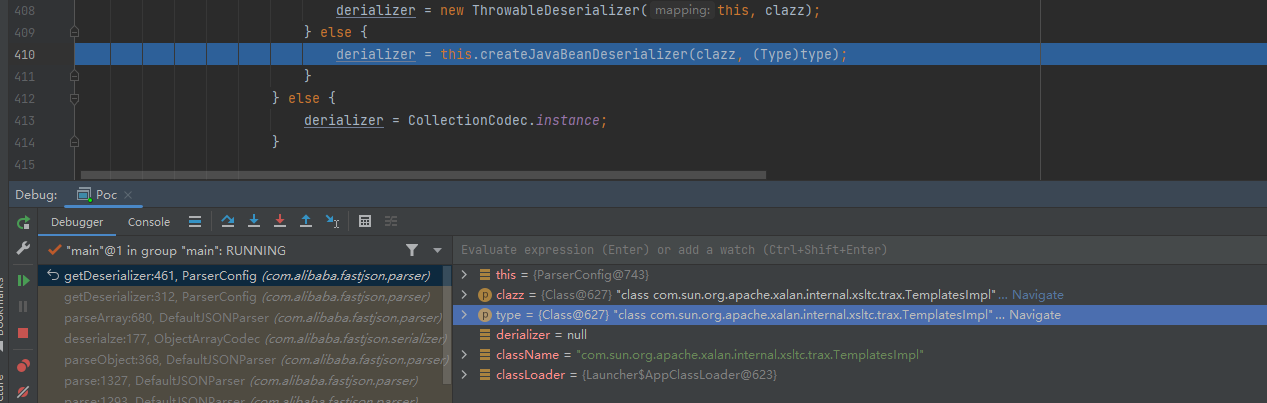 408 derializer = new ThrowableDeserializer( mapping: this, clazz);
409 } else {
410 derializer = this.createJavaBeanDeserializer(clazz, (Type)type);
411 }
412 } else {
413 derializer = CollectionCodec.instance;
414 }
415
Debug: Poc
Debugger Console
"main"@1 in group "main": RUNNING
Evaluate expression (Enter) or add a watch (Ctrl+Shift+Enter)
getDeserializer:461, ParserConfig (com.alibaba.fastjson.parser)
getDeserializer:312, ParserConfig (com.alibaba.fastjson.parser)
parseArray:680, DefaultJSONParser (com.alibaba.fastjson.parser)
deserialze:177, ObjectArrayCodec (com.alibaba.fastjson.serializer)
parseObject:368, DefaultJSONParser (com.alibaba.fastjson.parser)
parse:1327, DefaultJSONParser (com.alibaba.fastjson.parser)
parse:1293, DefaultJSONParser (com.alibaba.fastjson.parser)
this = {ParserConfig@743}
clazz = {Class@627} "class com.sun.org.apache.xalan.internal.xsltc.trax.TemplatesImpl"... Navigate
type = {Class@627} "class com.sun.org.apache.xalan.internal.xsltc.trax.TemplatesImpl"... Navigate
derializer = null
className = "com.sun.org.apache.xalan.internal.xsltc.trax.TemplatesImpl"
classLoader = {Launcher$AppClassLoader@623}